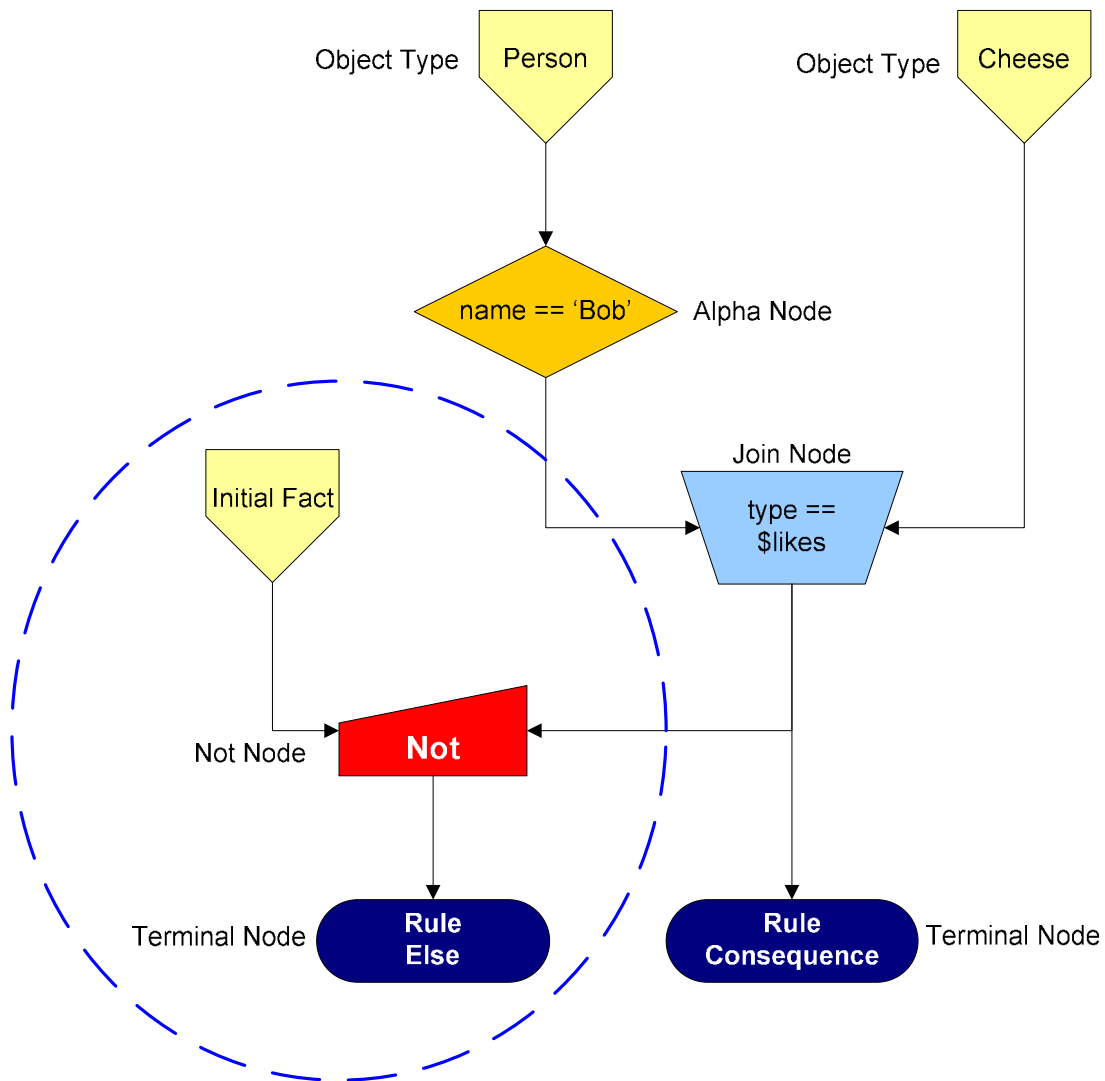 Object Type
Person
Object Type
Cheese
name == ‘Bob’
Alpha Node
Join Node
type ==
$likes
Initial Fact
Not Node
Not
Terminal Node
Rule
Else
Rule
Consequence
Terminal Node